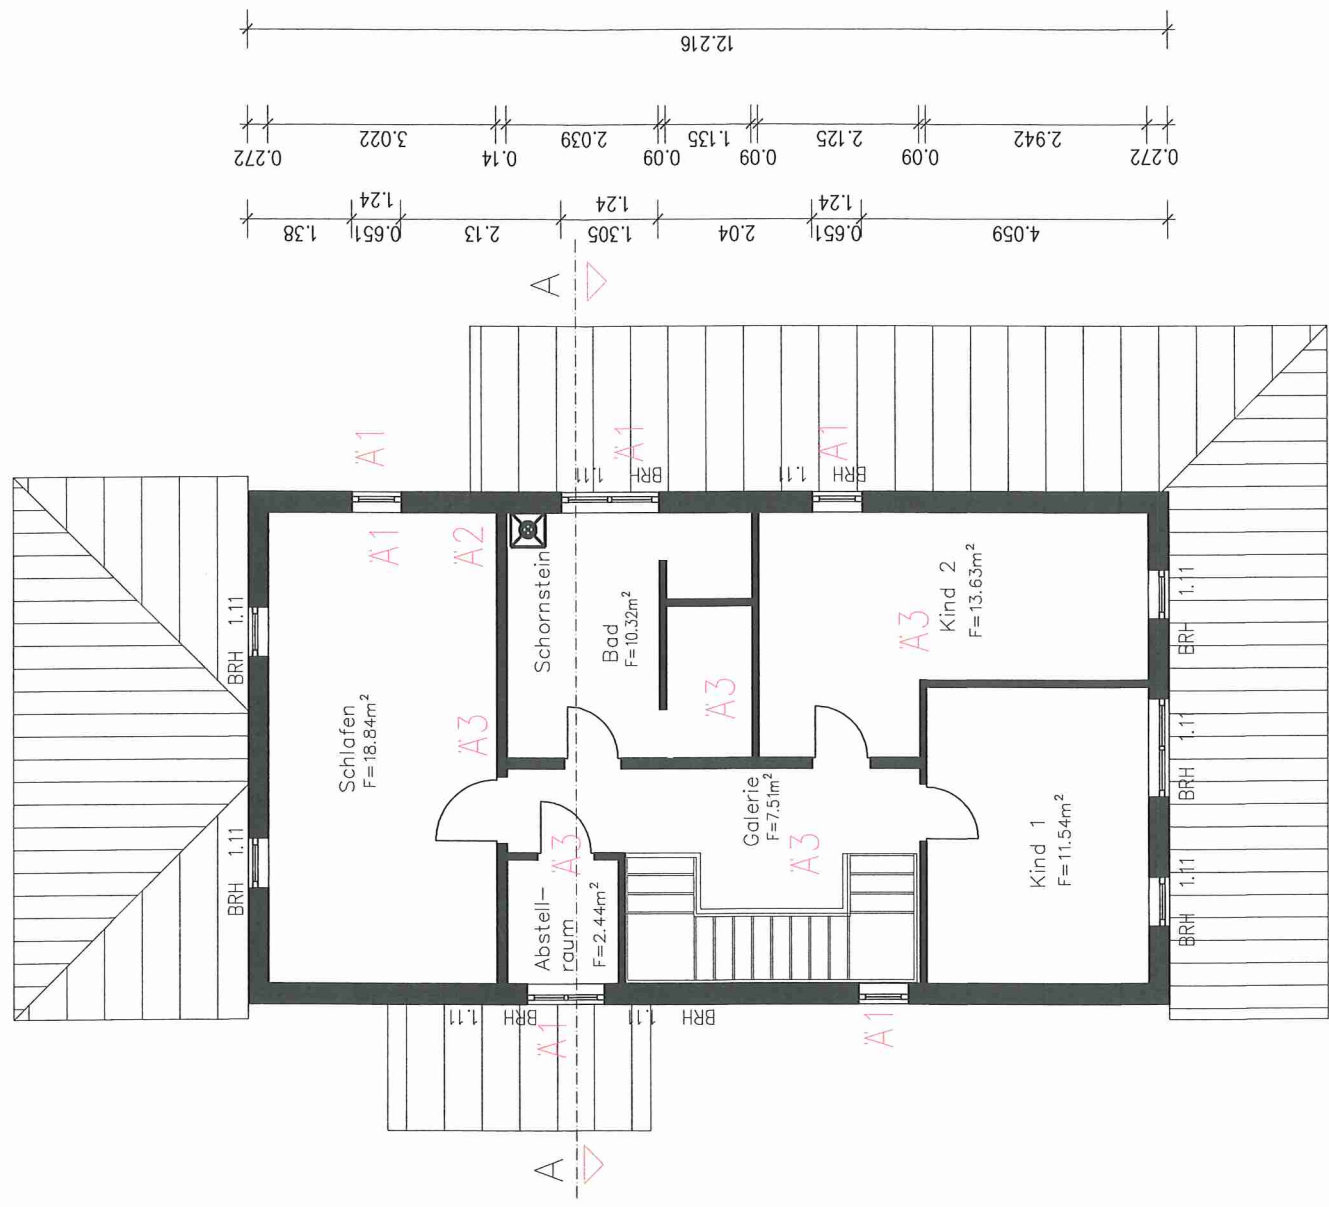 12.216
0.272
3.022
0.14
2.039
0.09
1.135
0.09
2.125
0.09
2.942
0.272
1.38
0.651
1.24
2.13
1.305
1.24
2.04
0.651
1.24
4.059
A
Ä1
Ä1
Ä1
1.11
BRH
1.11
BRH
Ä1
Ä2
Schornstein
BRH 1.11
Schlafen
F=18.84m²
Ä3
Bad
F=10.32m²
Ä3
Ä3
Kind 2
F=13.63m²
BRH 1.11
BRH 1.11
BRH 1.11
BRH 1.11
Galerie
F=7.51m²
Ä3
Ä3
Abstell-
raum
F=2.44m²
Kind 1
F=11.54m²
1.11
BRH
1.11
BRH
Ä1
Ä1
A